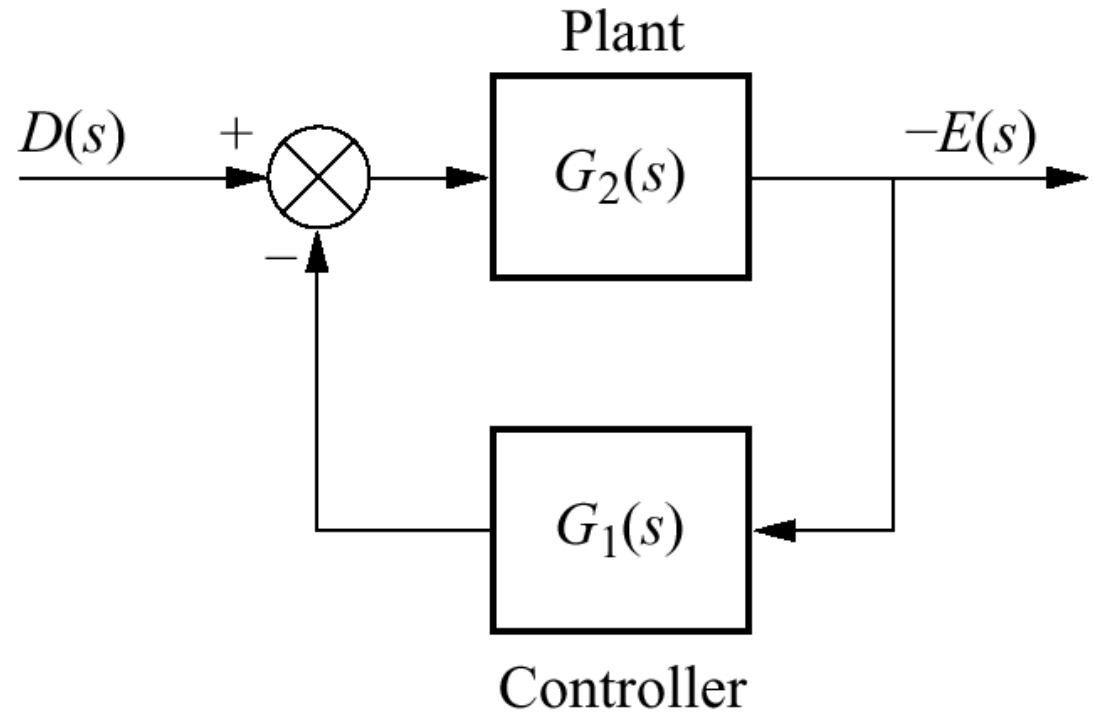 Plant
D(s)
+
G₂(s)
−E(s)
−
G₁(s)
Controller